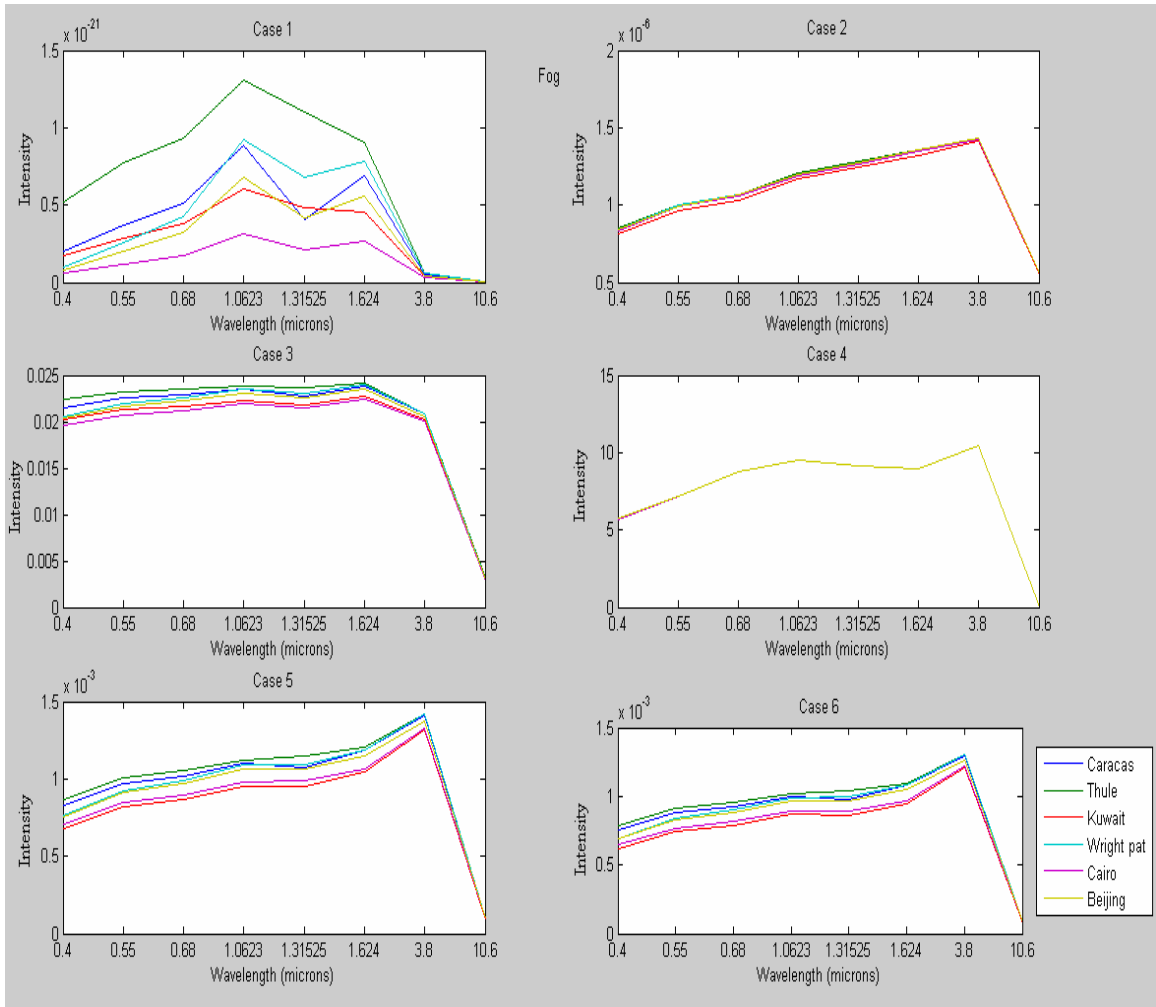 Fog
Case 1
x 10^-21
1.5
1
0.5
0
Intensity
0.4 0.55 0.68 1.0623 1.31525 1.624 3.8 10.6
Wavelength (microns)
Case 2
x 10^-6
2
1.5
1
0.5
Intensity
0.4 0.55 0.68 1.0623 1.31525 1.624 3.8 10.6
Wavelength (microns)
Case 3
0.025
0.02
0.015
0.01
0.005
0
Intensity
0.4 0.55 0.68 1.0623 1.31525 1.624 3.8 10.6
Wavelength (microns)
Case 4
15
10
5
0
Intensity
0.4 0.55 0.68 1.0623 1.31525 1.624 3.8 10.6
Wavelength (microns)
Case 5
x 10^-3
1.5
1
0.5
0
Intensity
0.4 0.55 0.68 1.0623 1.31525 1.624 3.8 10.6
Wavelength (microns)
Case 6
x 10^-3
1.5
1
0.5
0
Intensity
0.4 0.55 0.68 1.0623 1.31525 1.624 3.8 10.6
Wavelength (microns)
Caracas
Thule
Kuwait
Wright pat
Cairo
Beijing